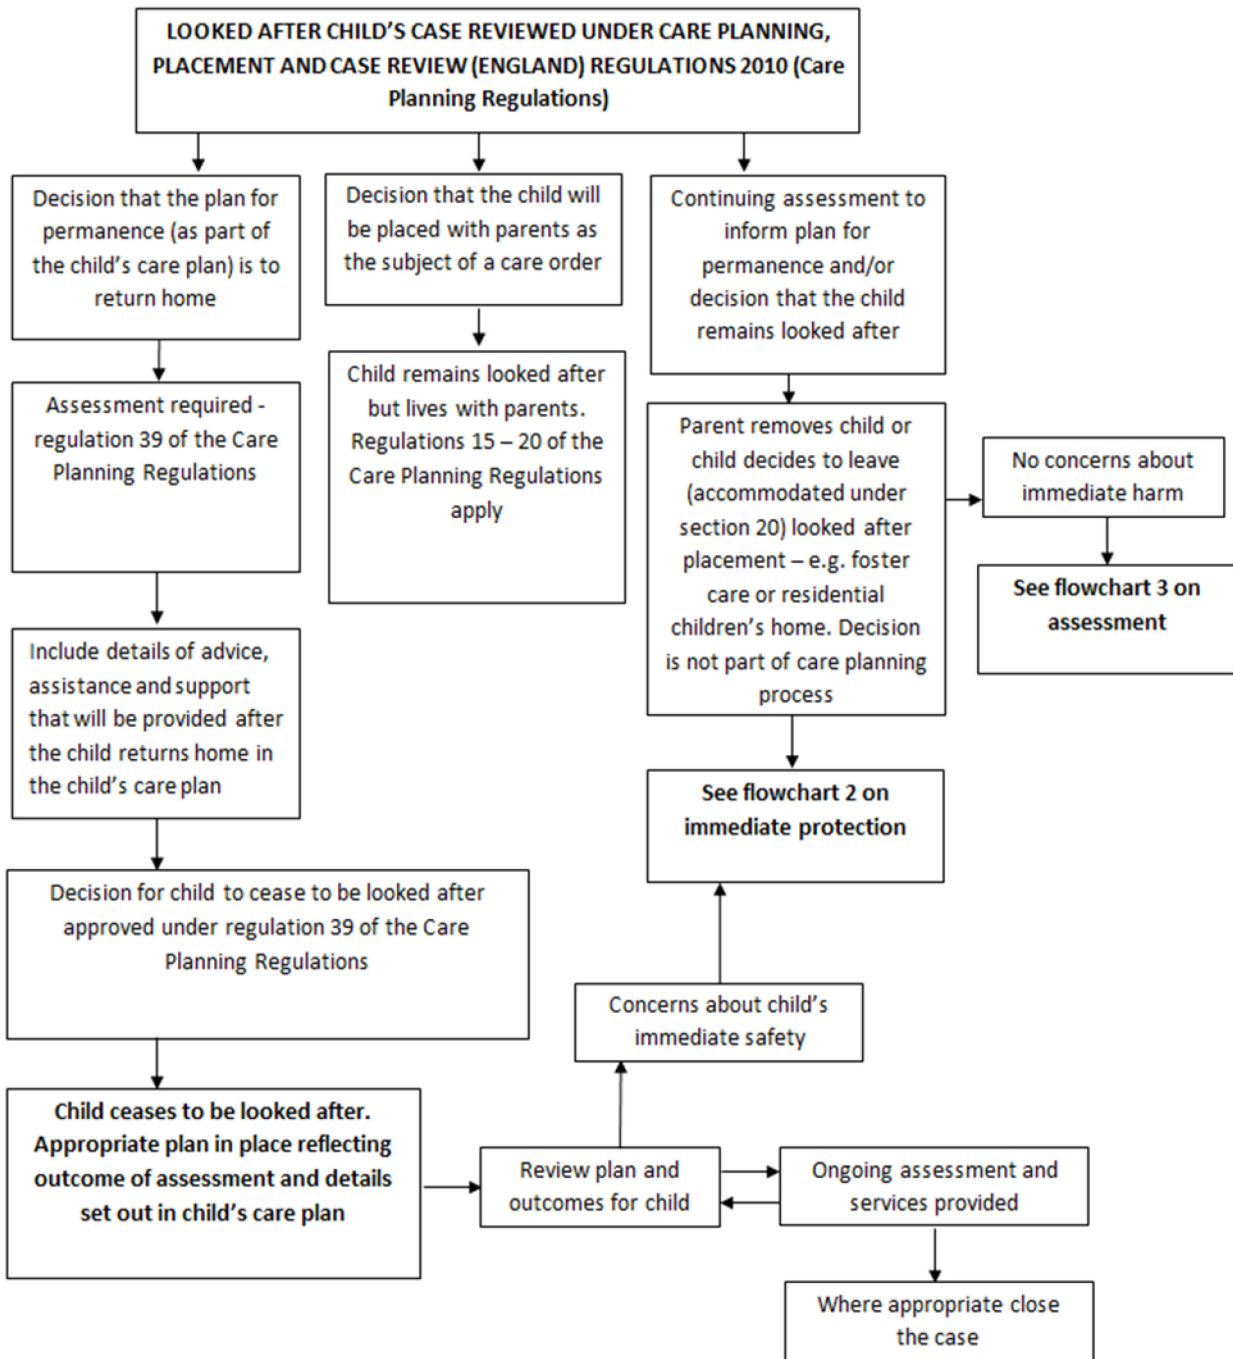 LOOKED AFTER CHILD'S CASE REVIEWED UNDER CARE PLANNING,
PLACEMENT AND CASE REVIEW (ENGLAND) REGULATIONS 2010 (Care
Planning Regulations)
Decision that the plan for
permanence (as part of
the child's care plan) is to
return home
Decision that the child will
be placed with parents as
the subject of a care order
Continuing assessment to
inform plan for
permanence and/or
decision that the child
remains looked after
Assessment required -
regulation 39 of the Care
Planning Regulations
Child remains looked after
but lives with parents.
Regulations 15 – 20 of the
Care Planning Regulations
apply
Parent removes child or
child decides to leave
(accommodated under
section 20) looked after
placement – e.g. foster
care or residential
children's home. Decision
is not part of care planning
process
No concerns about
immediate harm
See flowchart 3 on
assessment
Include details of advice,
assistance and support
that will be provided after
the child returns home in
the child's care plan
See flowchart 2 on
immediate protection
Decision for child to cease to be looked after
approved under regulation 39 of the Care
Planning Regulations
Concerns about child's
immediate safety
Child ceases to be looked after.
Appropriate plan in place reflecting
outcome of assessment and details
set out in child's care plan
Review plan and
outcomes for child
Ongoing assessment and
services provided
Where appropriate close
the case